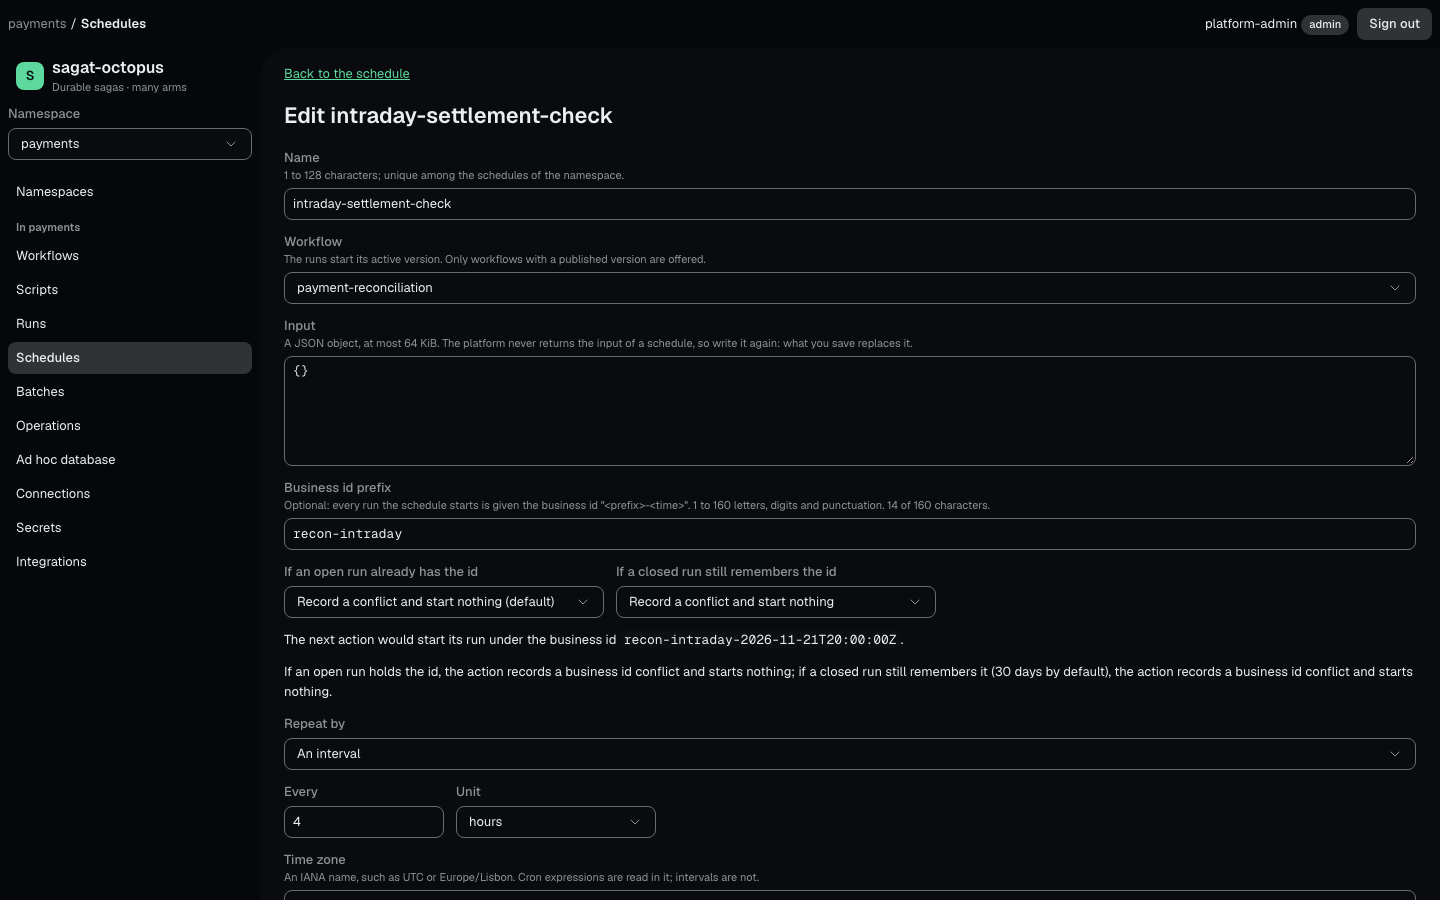 payments / Schedules
platform-admin admin Sign out
S
sagat-octopus
Durable sagas · many arms
Namespace
payments
Namespaces
In payments
Workflows
Scripts
Runs
Schedules
Batches
Operations
Ad hoc database
Connections
Secrets
Integrations
Back to the schedule
Edit intraday-settlement-check
Name
1 to 128 characters; unique among the schedules of the namespace.
intraday-settlement-check
Workflow
The runs start its active version. Only workflows with a published version are offered.
payment-reconciliation
Input
A JSON object, at most 64 KiB. The platform never returns the input of a schedule, so write it again: what you save replaces it.
{}
Business id prefix
Optional: every run the schedule starts is given the business id "<prefix>-<time>". 1 to 160 letters, digits and punctuation. 14 of 160 characters.
recon-intraday
If an open run already has the id If a closed run still remembers the id
Record a conflict and start nothing (default) Record a conflict and start nothing
The next action would start its run under the business id recon-intraday-2026-11-21T20:00:00Z.
If an open run holds the id, the action records a business id conflict and starts nothing; if a closed run still remembers it (30 days by default), the action records a business id conflict and starts
nothing.
Repeat by
An interval
Every Unit
4 hours
Time zone
An IANA name, such as UTC or Europe/Lisbon. Cron expressions are read in it; intervals are not.